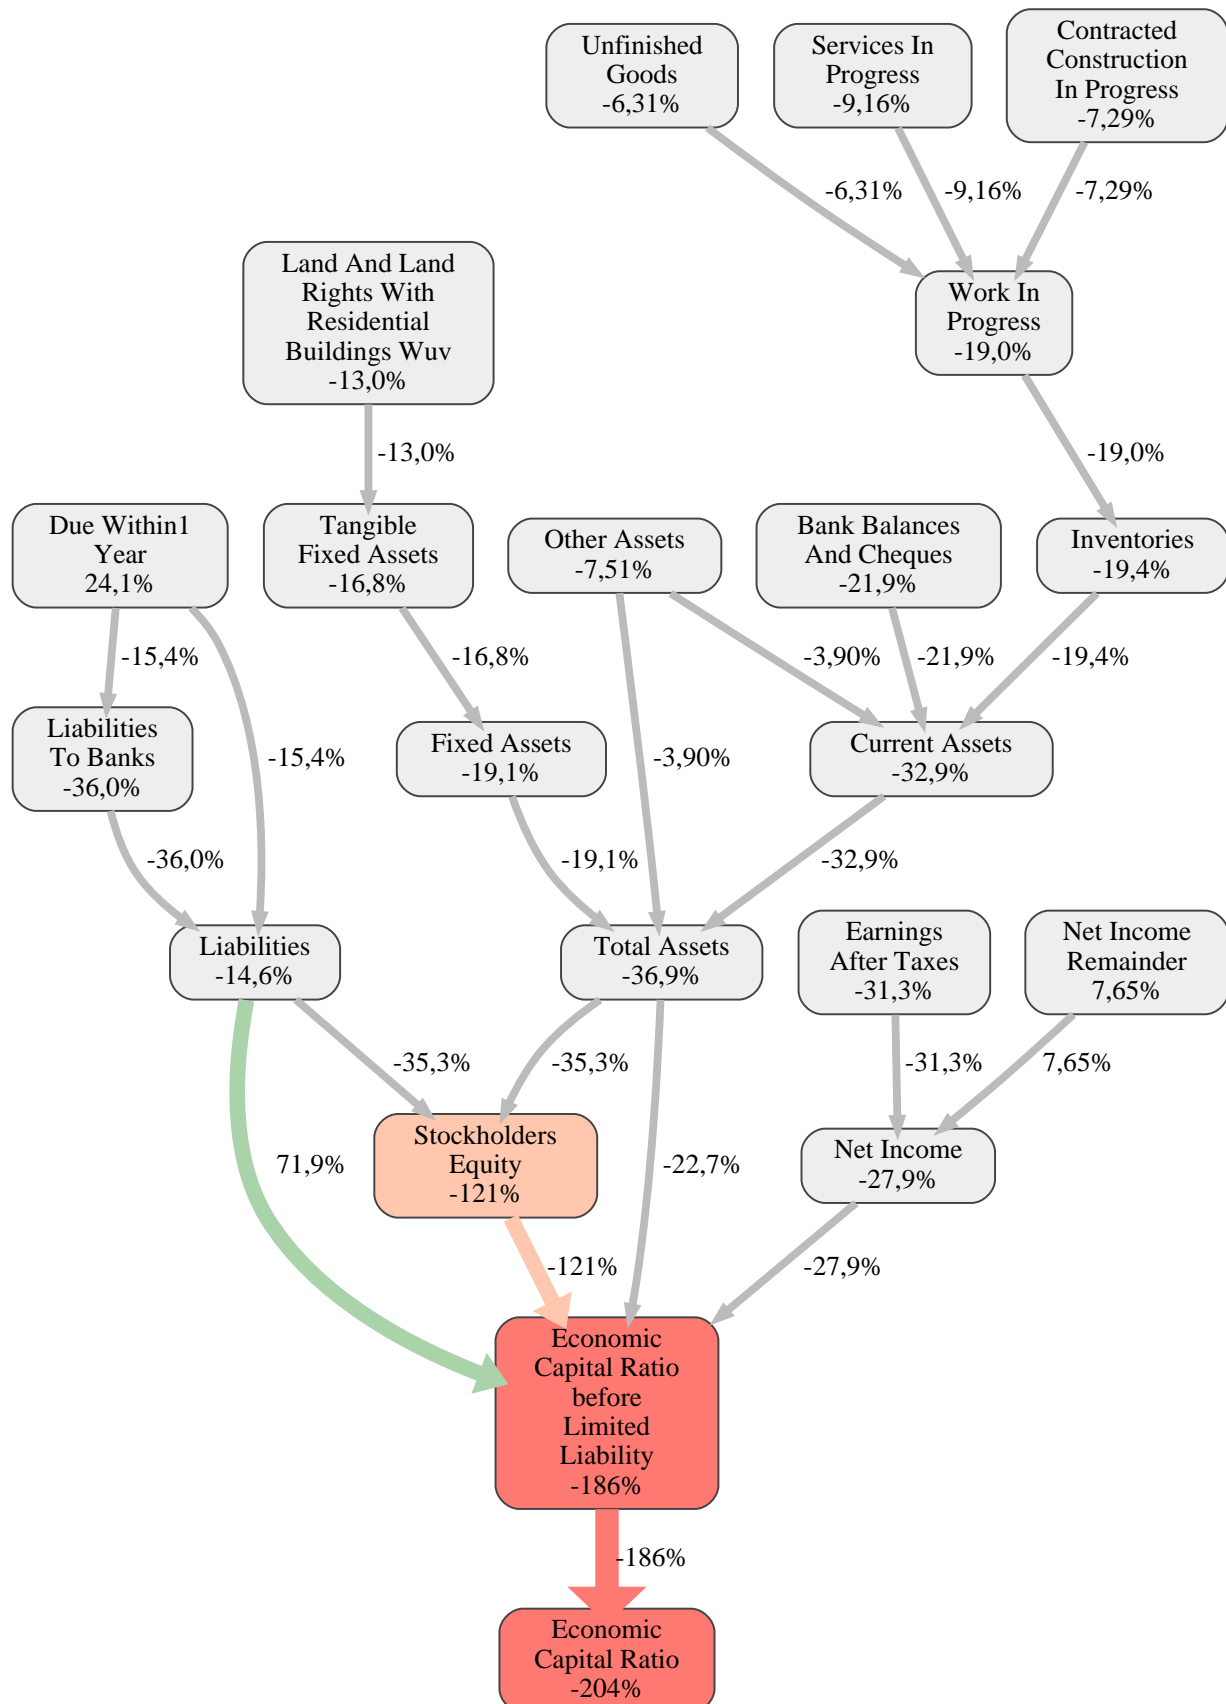 Unfinished
Goods
-6,31%
Services In
Progress
-9,16%
Contracted
Construction
In Progress
-7,29%
-6,31%
-9,16%
-7,29%
Land And Land
Rights With
Residential
Buildings Wuv
-13,0%
Work In
Progress
-19,0%
-13,0%
-19,0%
Due Within1
Year
24,1%
Tangible
Fixed Assets
-16,8%
Other Assets
-7,51%
Bank Balances
And Cheques
-21,9%
Inventories
-19,4%
-15,4%
-16,8%
-3,90%
-21,9%
-19,4%
Liabilities
To Banks
-36,0%
-15,4%
Fixed Assets
-19,1%
-3,90%
Current Assets
-32,9%
-36,0%
-19,1%
-32,9%
Liabilities
-14,6%
Total Assets
-36,9%
Earnings
After Taxes
-31,3%
Net Income
Remainder
7,65%
-35,3%
-35,3%
-31,3%
7,65%
71,9%
Stockholders
Equity
-121%
-22,7%
Net Income
-27,9%
-121%
-27,9%
Economic
Capital Ratio
before
Limited
Liability
-186%
-186%
Economic
Capital Ratio
-204%